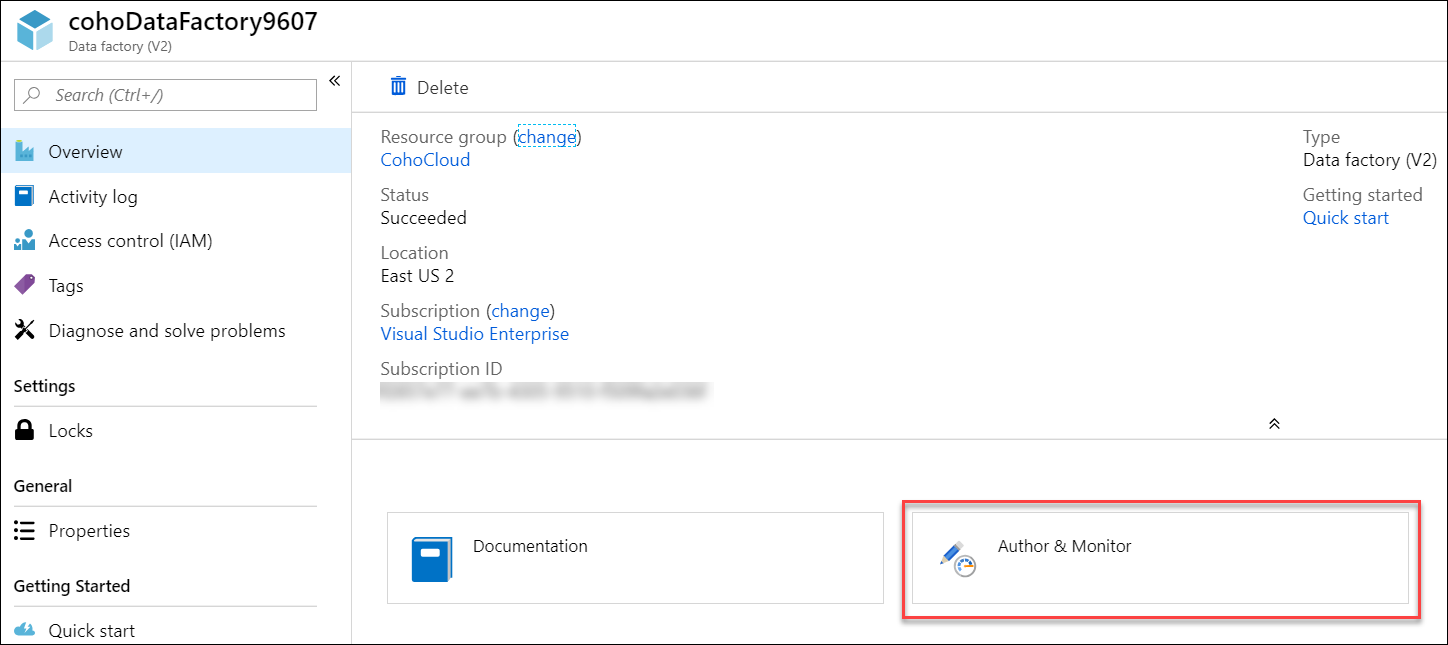 cohoDataFactory9607
Data factory (V2)
Search (Ctrl+/)
Overview
Activity log
Access control (IAM)
Tags
Diagnose and solve problems
Settings
Locks
General
Properties
Getting Started
Quick start
Delete
Resource group (change)
CohoCloud
Status
Succeeded
Location
East US 2
Subscription (change)
Visual Studio Enterprise
Subscription ID
Type
Data factory (V2)
Getting started
Quick start
Documentation
Author & Monitor